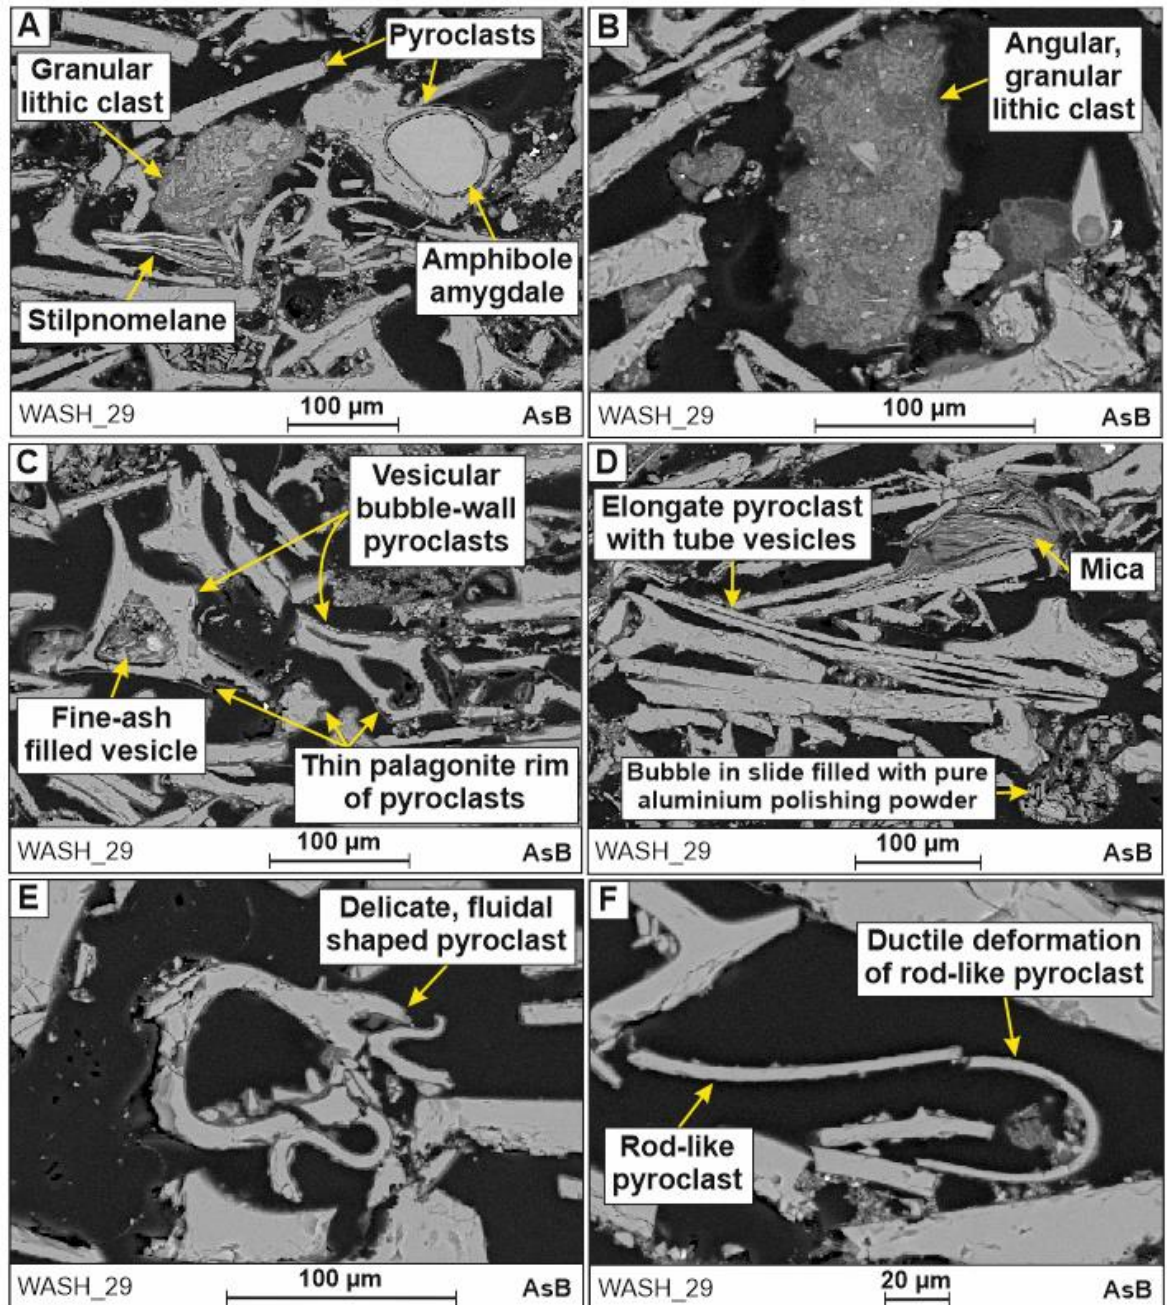 A
Pyroclasts
Granular
lithic clast
Amphibole
amygdale
Stilpnomelane
WASH_29
100 µm
AsB
B
Angular,
granular
lithic clast
100 µm
AsB
C
Vesicular
bubble-wall
pyroclasts
Fine-ash
filled vesicle
Thin palagonite rim
of pyroclasts
WASH_29
100 µm
AsB
D
Elongate pyroclast
with tube vesicles
Mica
Bubble in slide filled with pure
aluminium polishing powder
WASH_29
100 µm
AsB
E
Delicate, fluidal
shaped pyroclast
WASH_29
100 µm
AsB
F
Ductile deformation
of rod-like pyroclast
Rod-like
pyroclast
WASH_29
20 µm
AsB